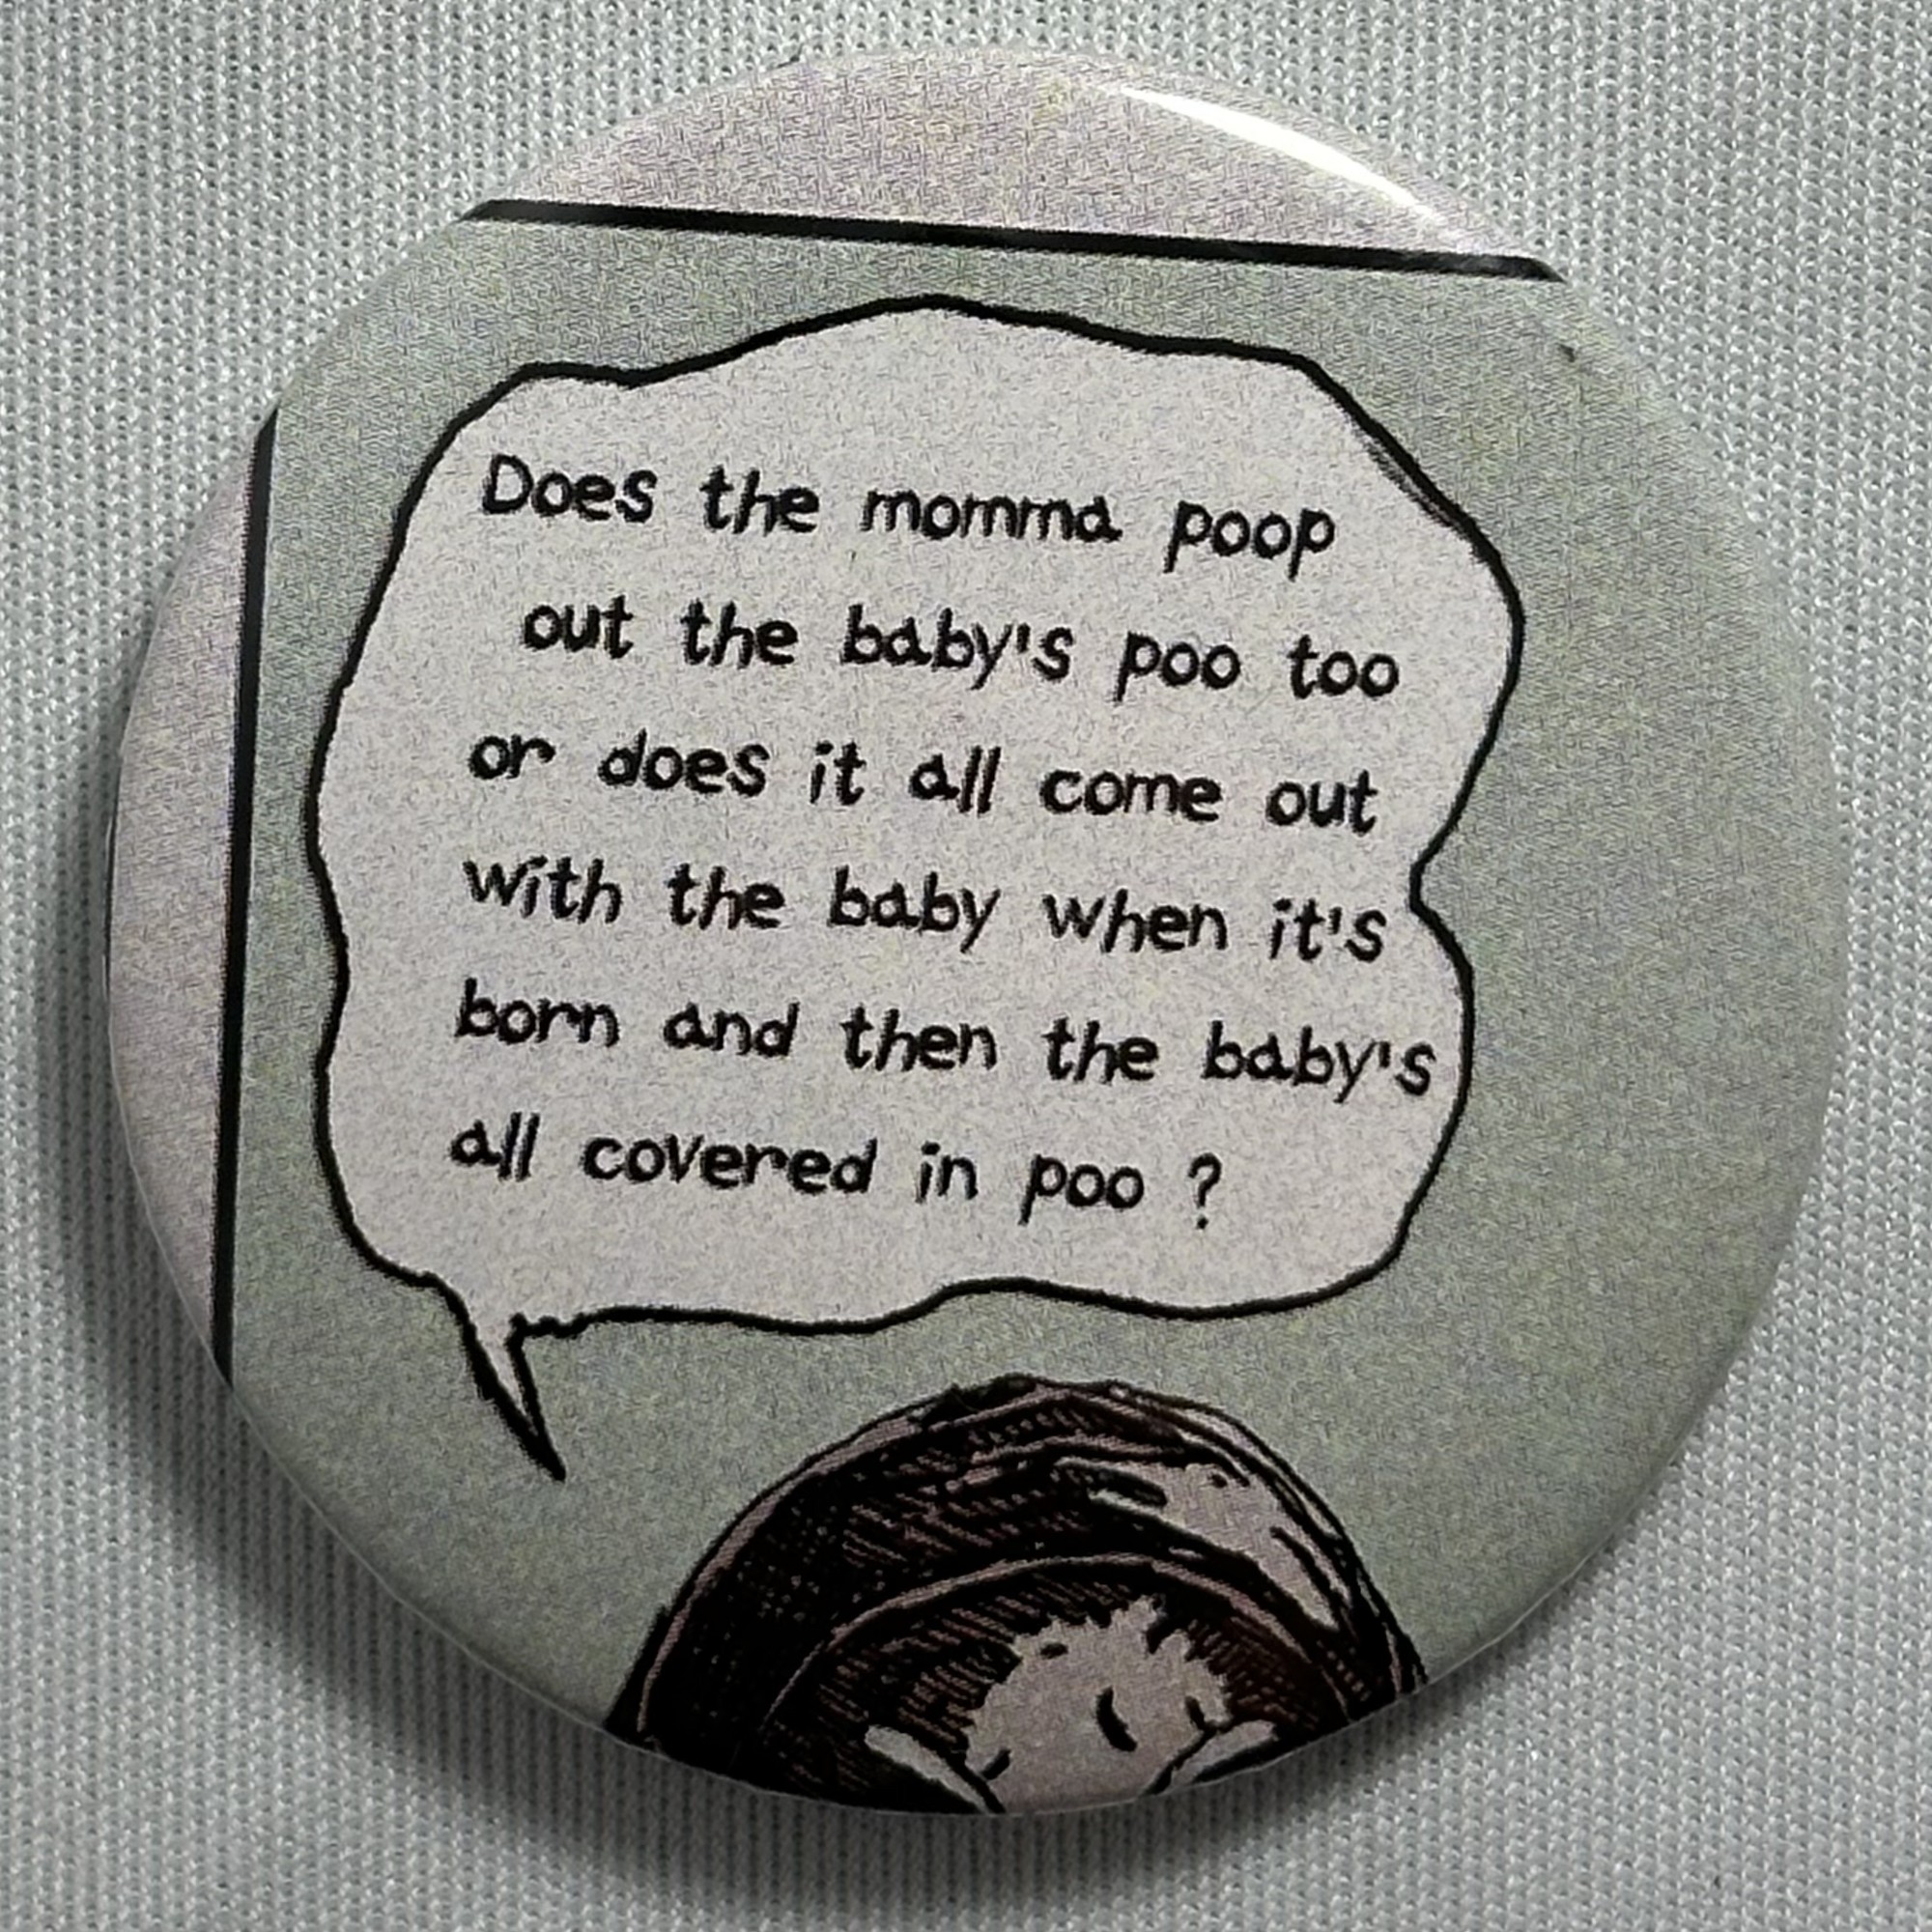 Does the momma poop
out the baby's poo too
or does it all come out
with the baby when it's
born and then the baby's
all covered in poo ?